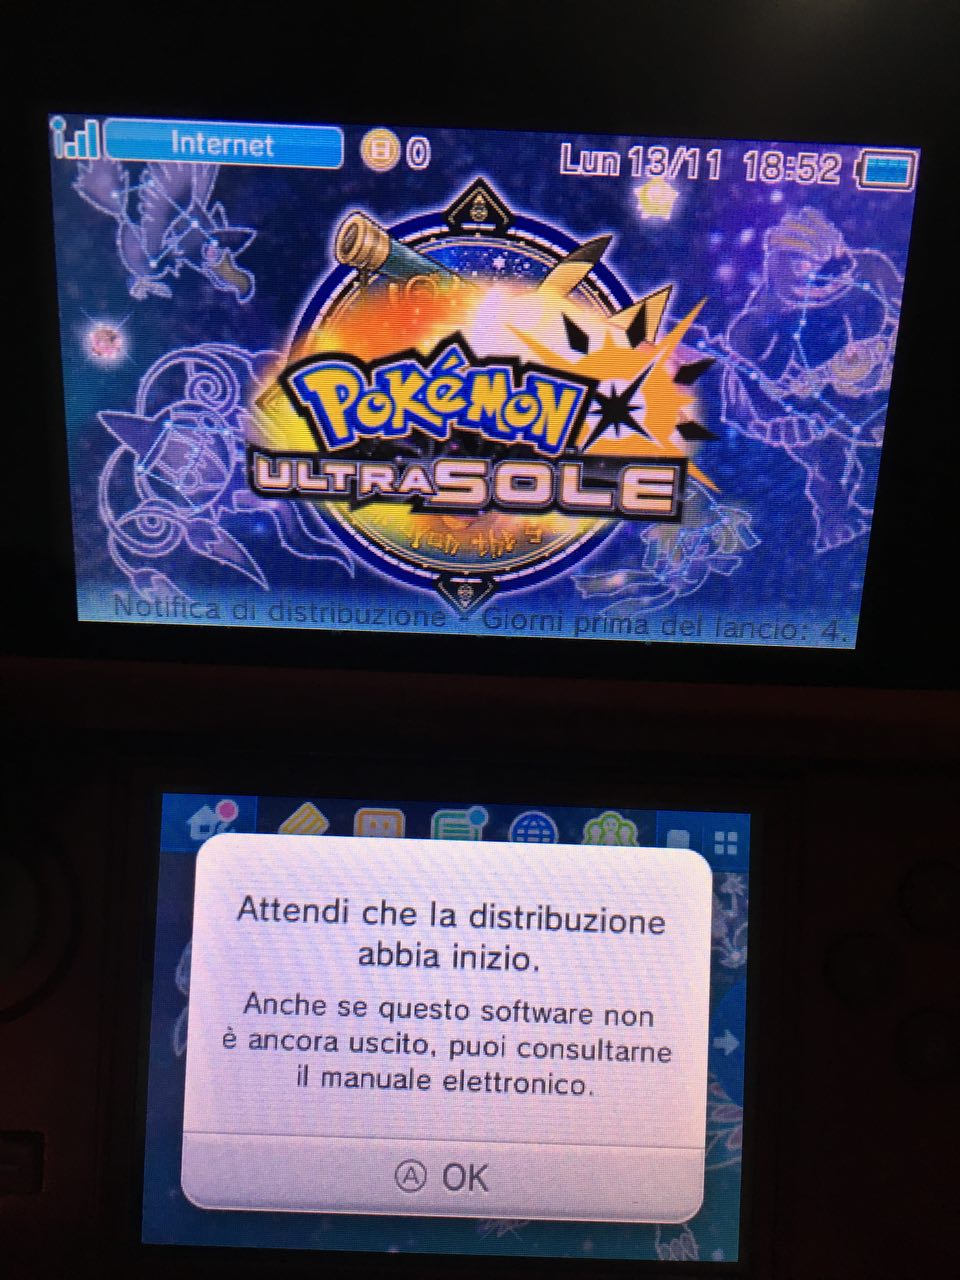 Internet
0
Lun 13/11 18:52
POKÉMON
ULTRASOLE
Notifica di distribuzione - Giorni prima del lancio: 4.
Attendi che la distribuzione
abbia inizio.
Anche se questo software non
è ancora uscito, puoi consultarne
il manuale elettronico.
A OK